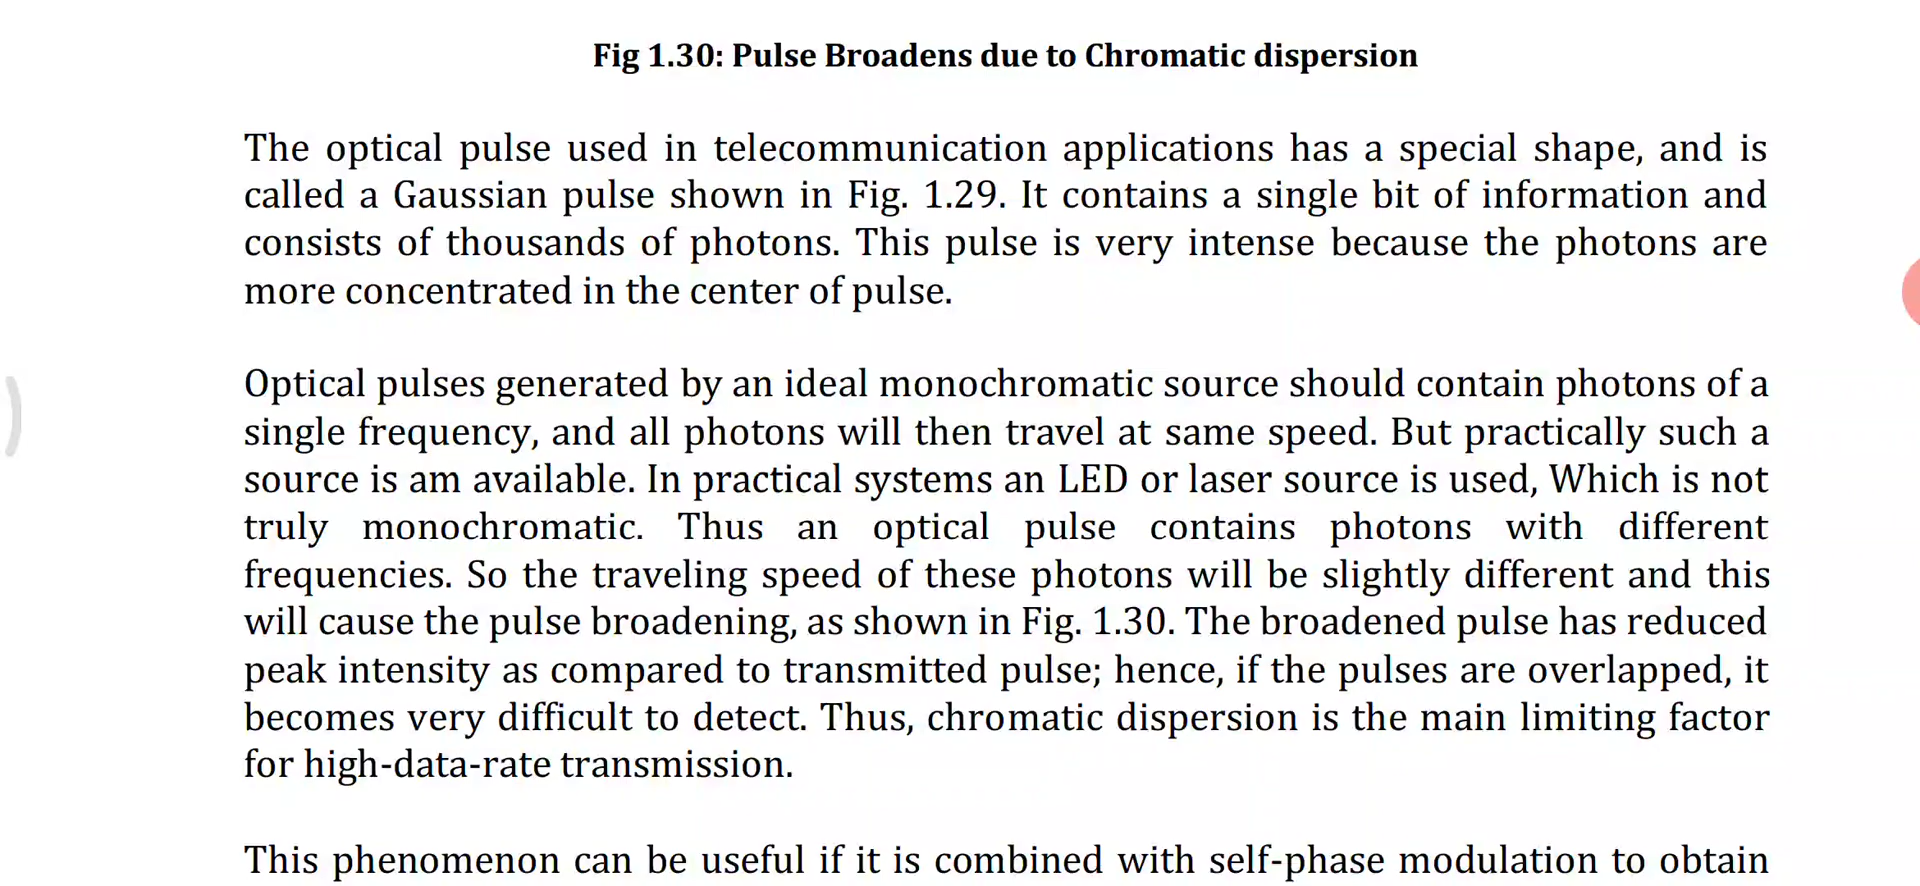 Fig 1.30: Pulse Broadens due to Chromatic dispersion
The optical pulse used in telecommunication applications has a special shape, and is
called a Gaussian pulse shown in Fig. 1.29. It contains a single bit of information and
consists of thousands of photons. This pulse is very intense because the photons are
more concentrated in the center of pulse.
Optical pulses generated by an ideal monochromatic source should contain photons of a
single frequency, and all photons will then travel at same speed. But practically such a
source is am available. In practical systems an LED or laser source is used, Which is not
truly monochromatic. Thus an optical pulse contains photons with different
frequencies. So the traveling speed of these photons will be slightly different and this
will cause the pulse broadening, as shown in Fig. 1.30. The broadened pulse has reduced
peak intensity as compared to transmitted pulse; hence, if the pulses are overlapped, it
becomes very difficult to detect. Thus, chromatic dispersion is the main limiting factor
for high-data-rate transmission.
This phenomenon can be useful if it is combined with self-phase modulation to obtain